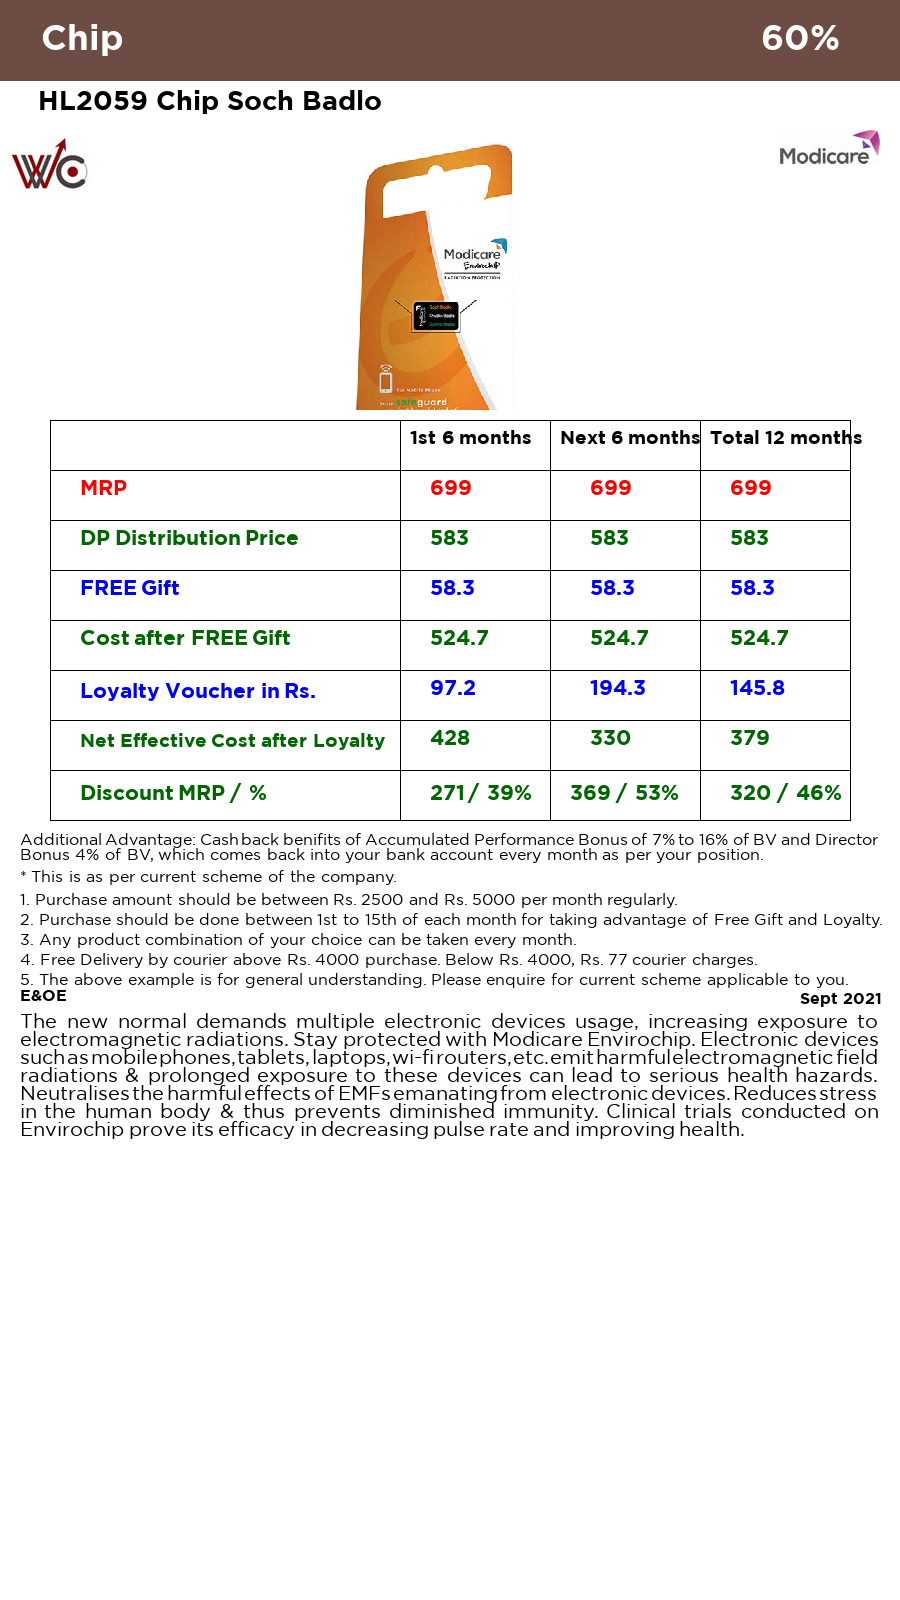 Chip 60%
HL2059 Chip Soch Badlo
WC
Modicare
Modicare
Envirochip
RADIATION PROTECTION
Soch Badlo
For Mobile Phone
your safeguard
1st 6 months Next 6 months Total 12 months
MRP 699 699 699
DP Distribution Price 583 583 583
FREE Gift 58.3 58.3 58.3
Cost after FREE Gift 524.7 524.7 524.7
Loyalty Voucher in Rs. 97.2 194.3 145.8
Net Effective Cost after Loyalty 428 330 379
Discount MRP / % 271 / 39% 369 / 53% 320 / 46%
Additional Advantage: Cash back benifits of Accumulated Performance Bonus of 7% to 16% of BV and Director
Bonus 4% of BV, which comes back into your bank account every month as per your position.
* This is as per current scheme of the company.
1. Purchase amount should be between Rs. 2500 and Rs. 5000 per month regularly.
2. Purchase should be done between 1st to 15th of each month for taking advantage of Free Gift and Loyalty.
3. Any product combination of your choice can be taken every month.
4. Free Delivery by courier above Rs. 4000 purchase. Below Rs. 4000, Rs. 77 courier charges.
5. The above example is for general understanding. Please enquire for current scheme applicable to you.
E&OE Sept 2021
The new normal demands multiple electronic devices usage, increasing exposure to
electromagnetic radiations. Stay protected with Modicare Envirochip. Electronic devices
such as mobile phones, tablets, laptops, wi-fi routers, etc. emit harmful electromagnetic field
radiations & prolonged exposure to these devices can lead to serious health hazards.
Neutralises the harmful effects of EMFs emanating from electronic devices. Reduces stress
in the human body & thus prevents diminished immunity. Clinical trials conducted on
Envirochip prove its efficacy in decreasing pulse rate and improving health.